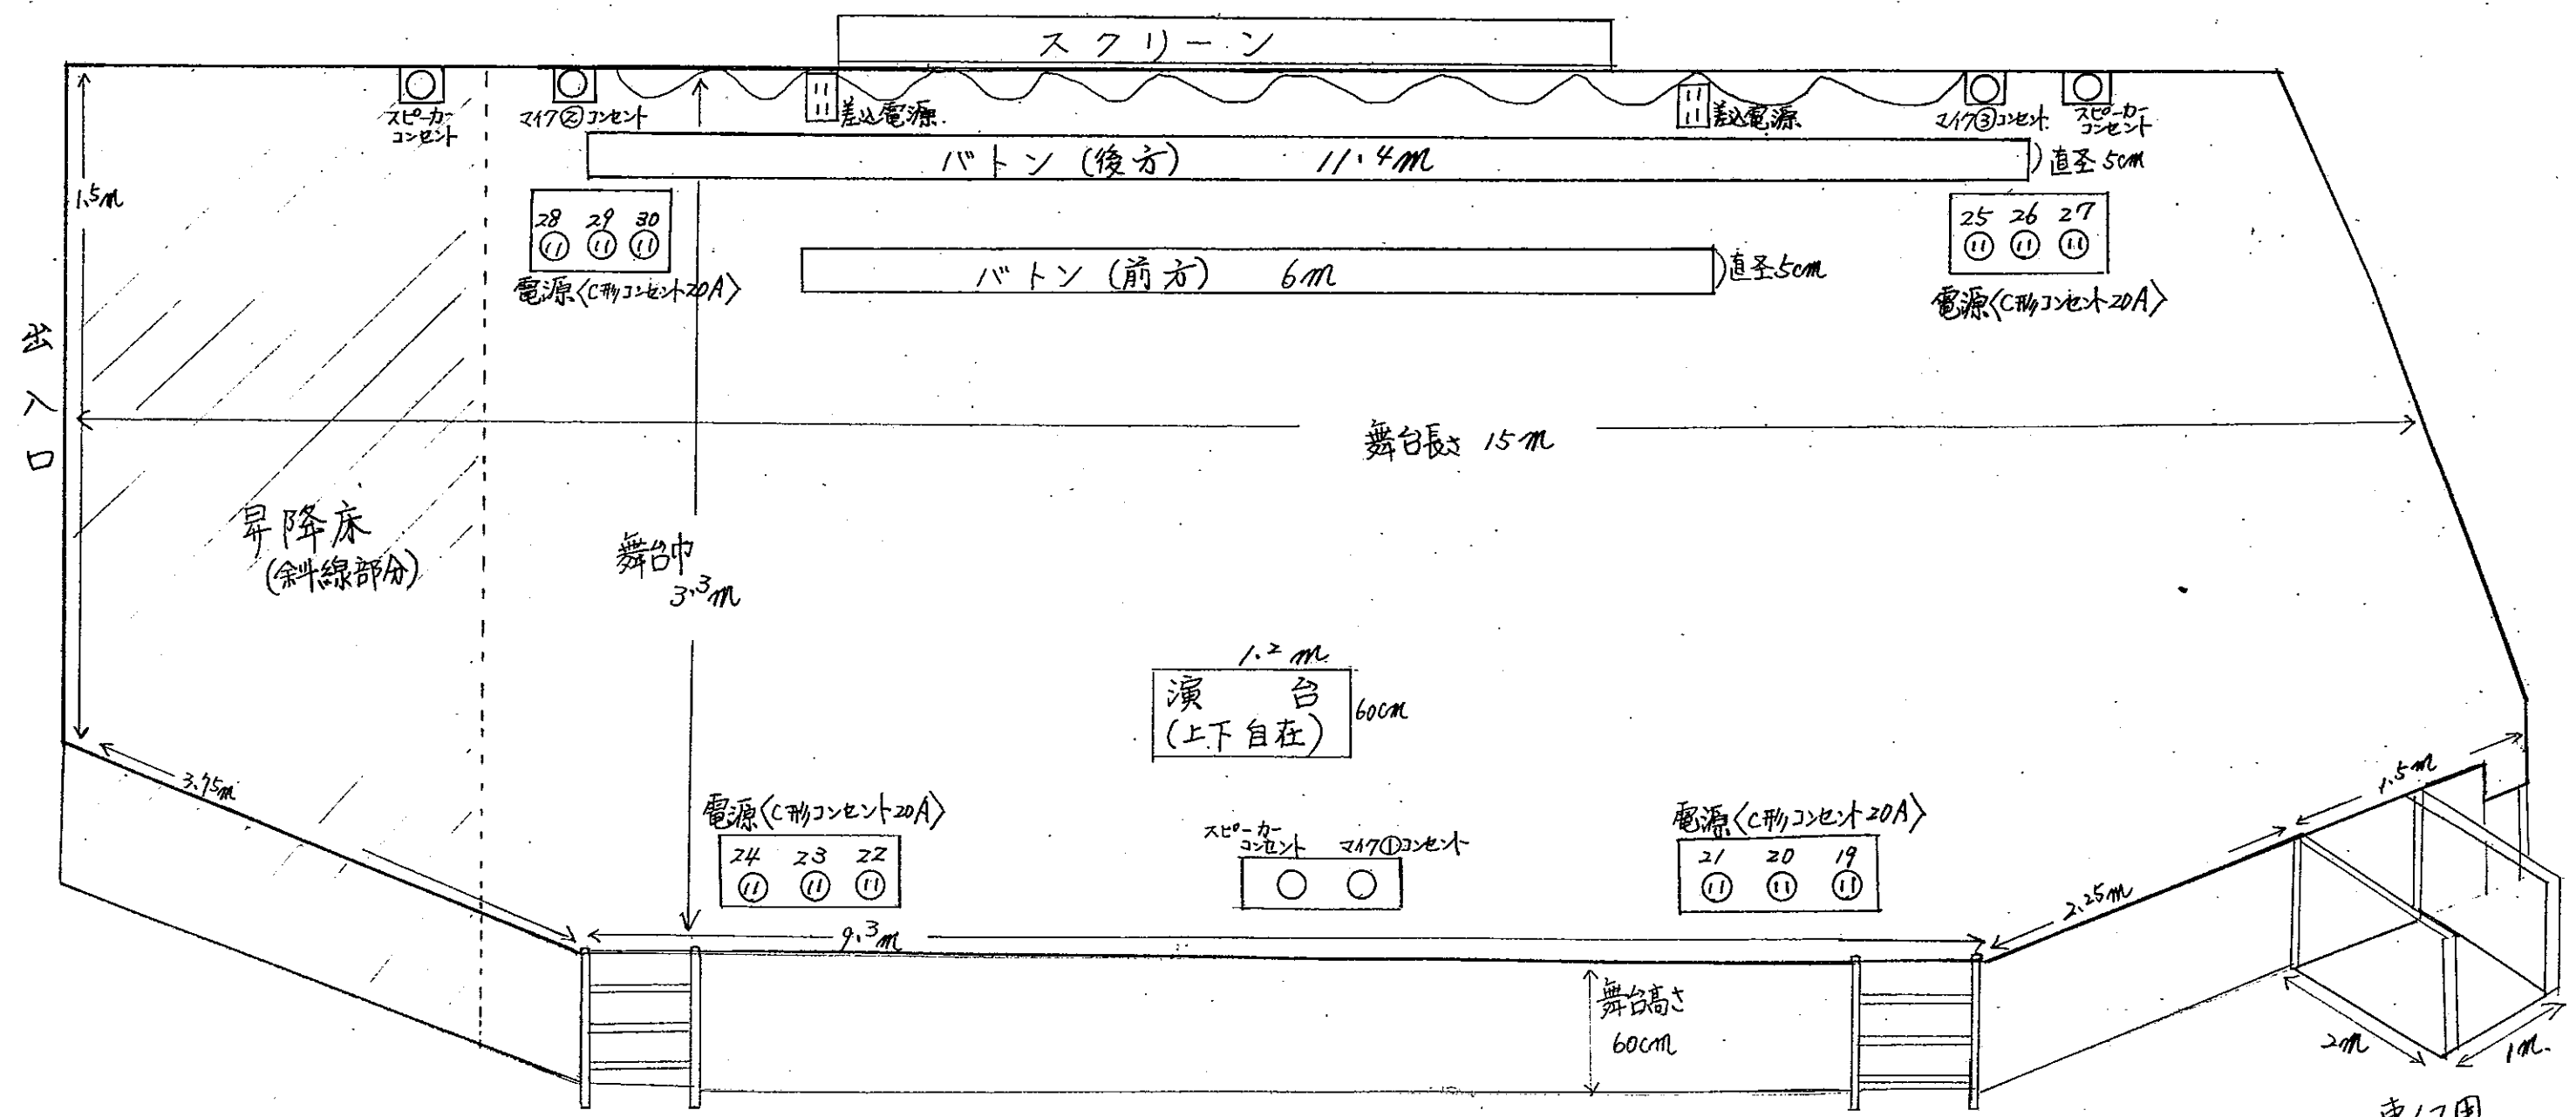 スクリーン
スピーカー
コンセント
マイク②コンセント
差込電源
差込電源
マイク③コンセント
スピーカー
コンセント
バトン (後方) 11.4m
直径 5cm
1.5m
28 29 30
電源〈C形コンセント20A〉
25 26 27
電源〈C形コンセント20A〉
バトン (前方) 6m
直径5cm
出入口
舞台長さ 15m
昇降床
(斜線部分)
舞台巾
3.3m
1.2m
演台
(上下自在)
60cm
3.75m
電源〈C形コンセント20A〉
24 23 22
スピーカー
コンセント
マイク①コンセント
電源〈C形コンセント20A〉
21 20 19
1.5m
2.25m
9.3m
舞台高さ
60cm
2m
1m